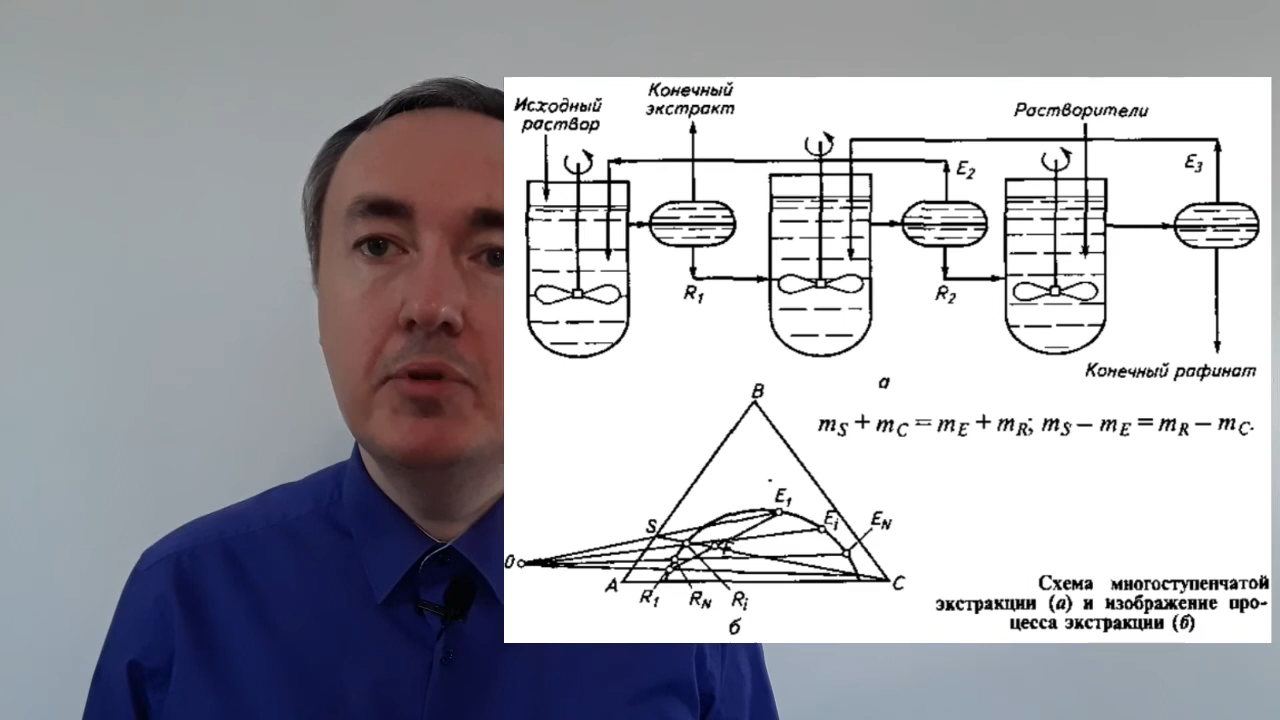 Исходный
раствор
Конечный
экстракт
Растворители
E₂
E₃
R₁
R₂
Конечный рафинат
а
B
m_S + m_C = m_E + m_R; m_S − m_E = m_R − m_C.
S
E₁
E_i
E_N
O
F
A
C
R₁
R_N
R_i
б
Схема многоступенчатой
экстракции (а) и изображение про-
цесса экстракции (б)